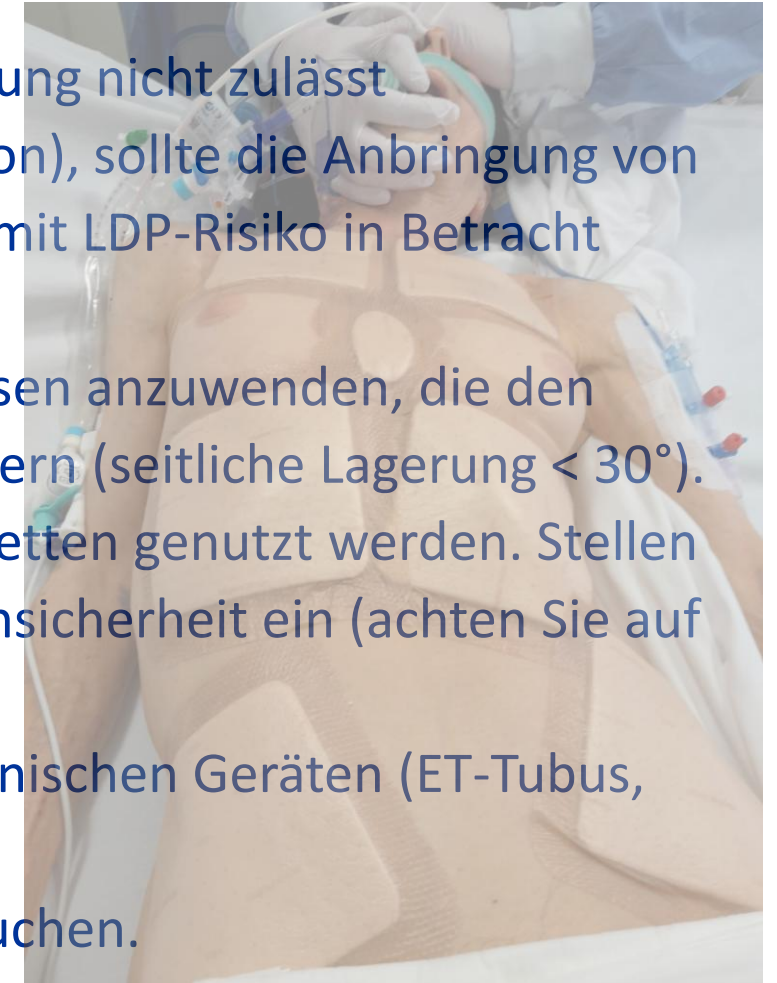 ung nicht zulässt
on), sollte die Anbringung von
mit LDP-Risiko in Betracht
sen anzuwenden, die den
ern (seitliche Lagerung < 30°).
etten genutzt werden. Stellen
nsicherheit ein (achten Sie auf
nischen Geräten (ET-Tubus,
uchen.